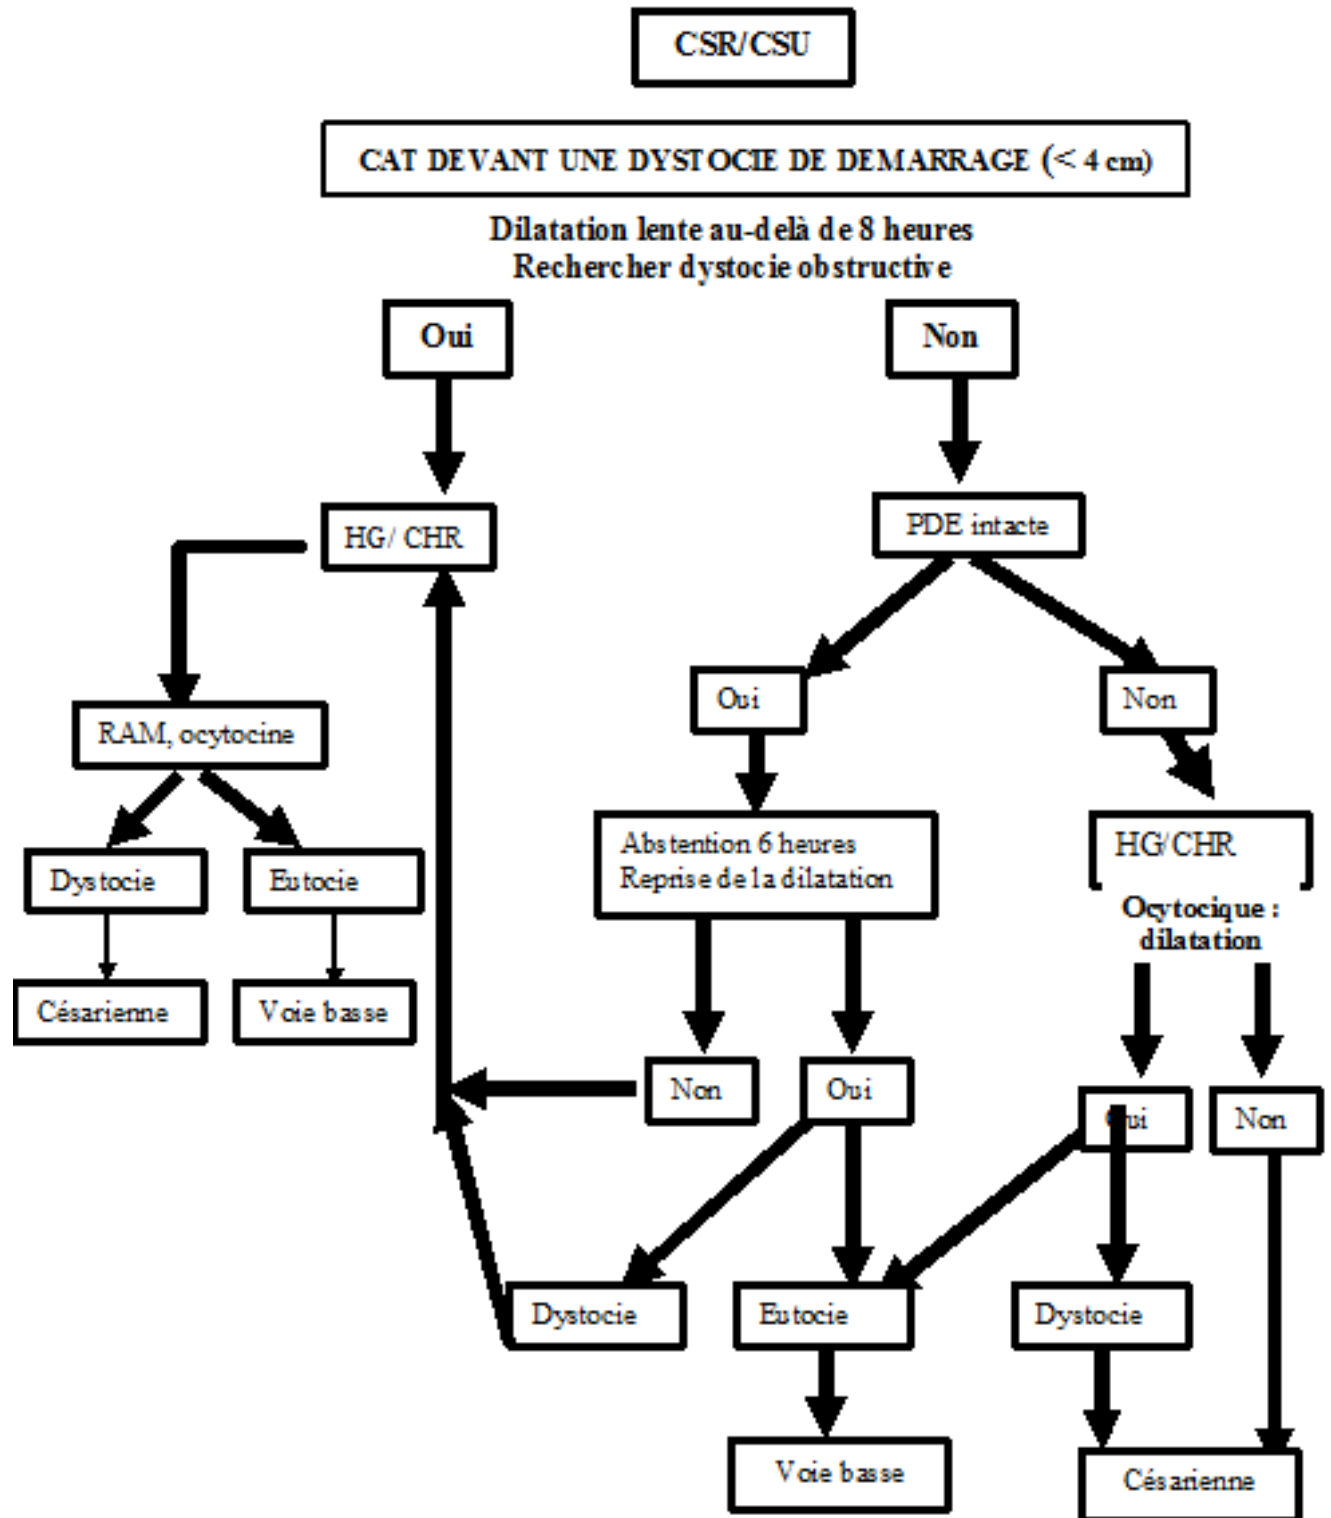 CSR/CSU
CAT DEVANT UNE DYSTOCIE DE DEMARRAGE (< 4 cm)
Dilatation lente au-delà de 8 heures
Rechercher dystocie obstructive
Oui
Non
HG/ CHR
PDE intacte
Oui
Non
RAM, ocytocine
Abstention 6 heures
Reprise de la dilatation
HG/CHR
Dystocie
Eutocie
Ocytocique :
dilatation
Césarienne
Voie basse
Non
Oui
Oui
Non
Dystocie
Eutocie
Dystocie
Voie basse
Césarienne